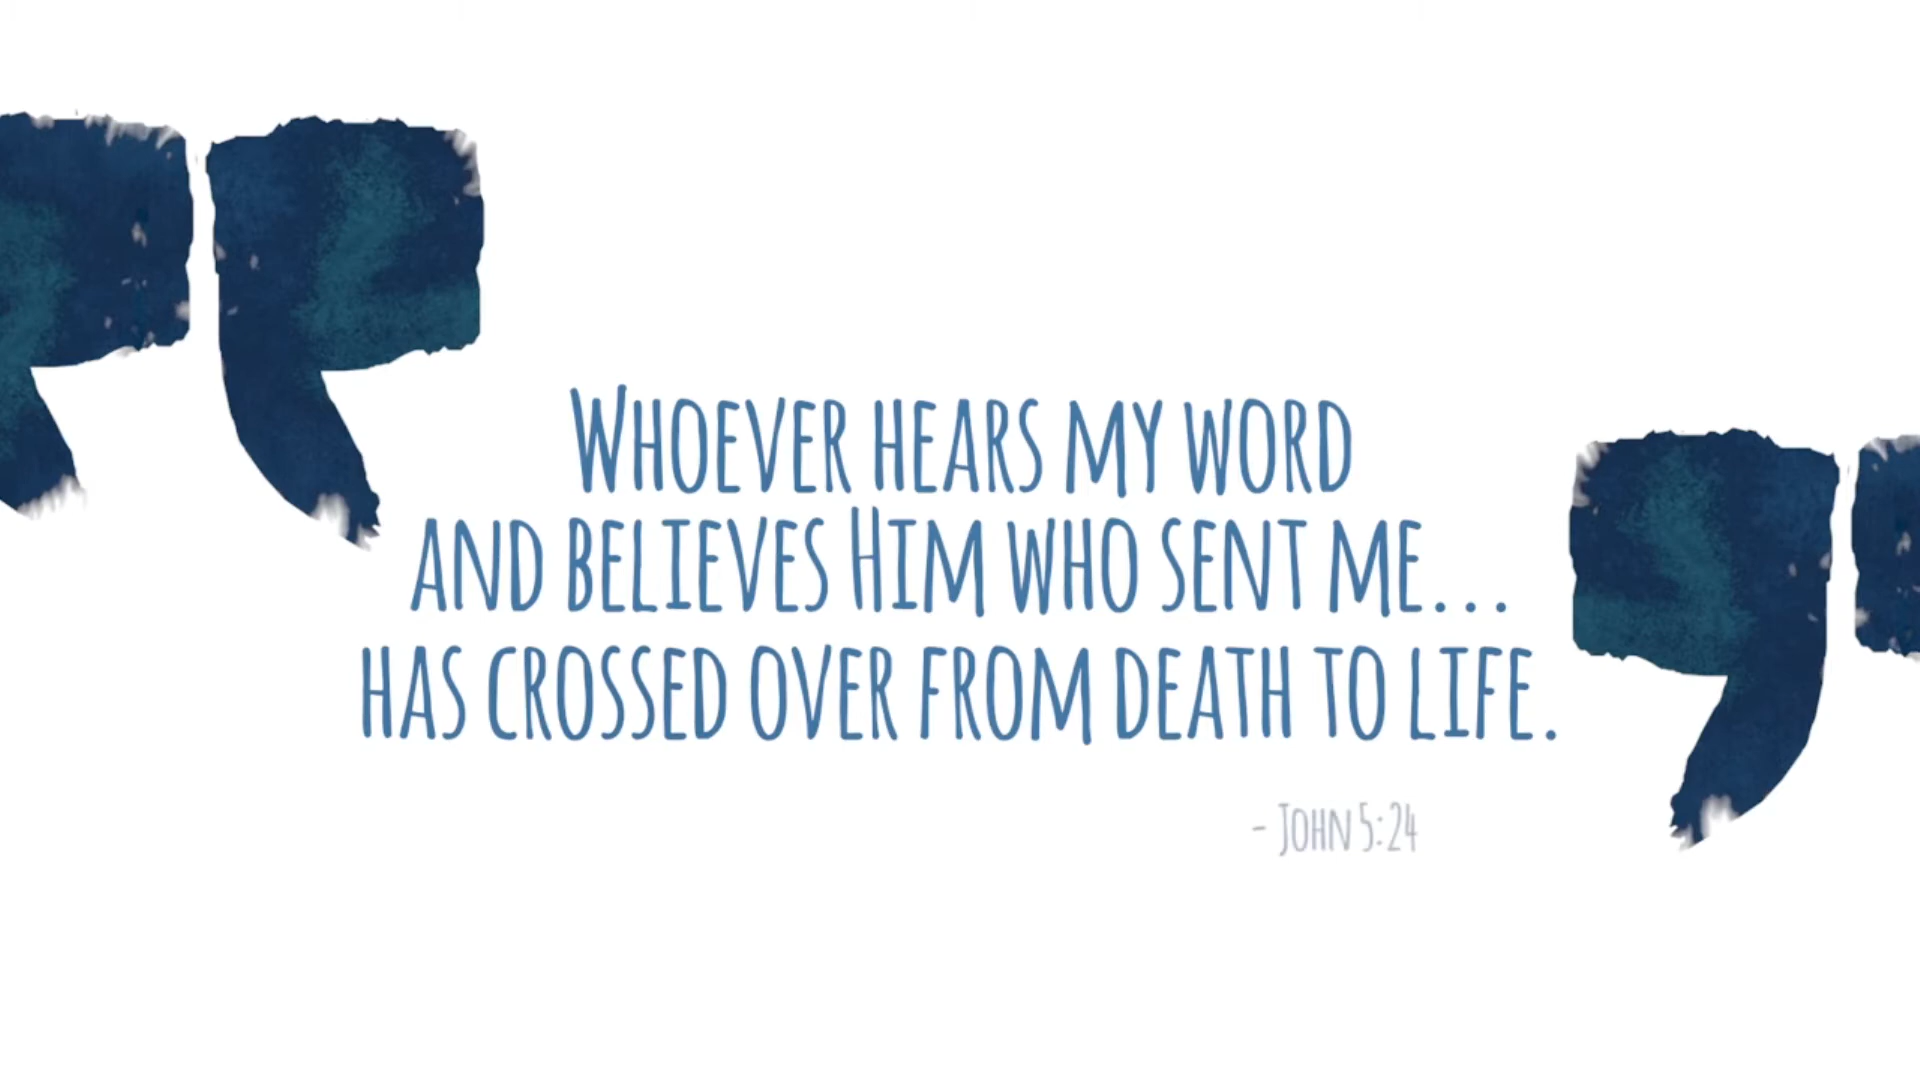 Whoever hears my word
and believes Him who sent me...
has crossed over from death to life.
- John 5:24